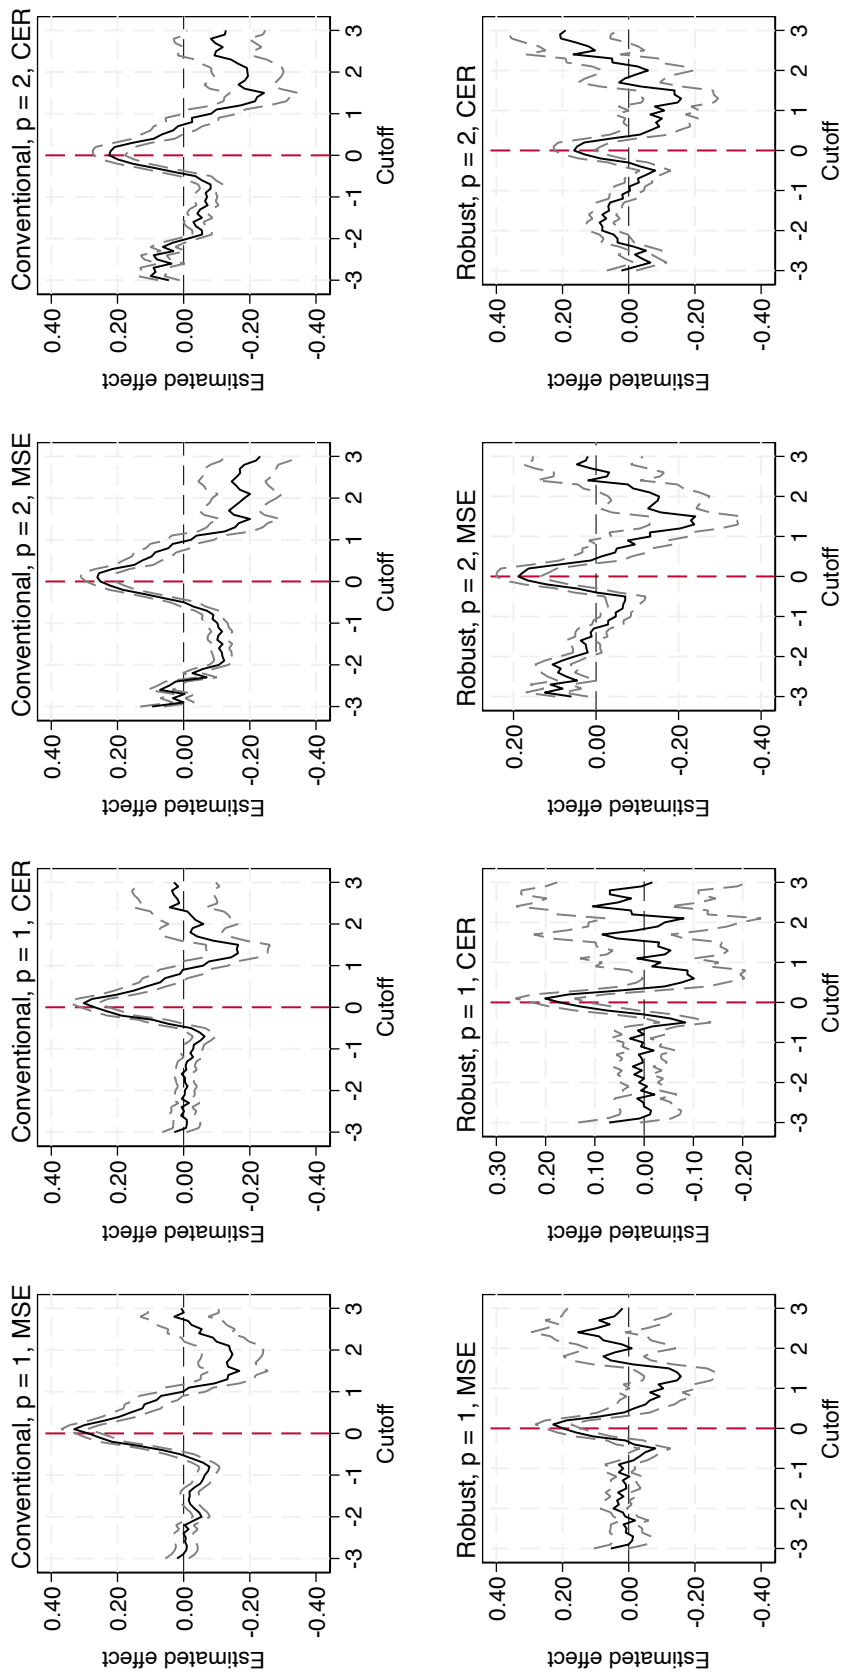 Conventional, p = 1, MSE
Estimated effect
0.40
0.20
0.00
-0.20
-0.40
-3 -2 -1 0 1 2 3
Cutoff
Conventional, p = 1, CER
Estimated effect
0.40
0.20
0.00
-0.20
-0.40
-3 -2 -1 0 1 2 3
Cutoff
Conventional, p = 2, MSE
Estimated effect
0.40
0.20
0.00
-0.20
-0.40
-3 -2 -1 0 1 2 3
Cutoff
Conventional, p = 2, CER
Estimated effect
0.40
0.20
0.00
-0.20
-0.40
-3 -2 -1 0 1 2 3
Cutoff
Robust, p = 1, MSE
Estimated effect
0.40
0.20
0.00
-0.20
-0.40
-3 -2 -1 0 1 2 3
Cutoff
Robust, p = 1, CER
Estimated effect
0.30
0.20
0.10
0.00
-0.10
-0.20
-3 -2 -1 0 1 2 3
Cutoff
Robust, p = 2, MSE
Estimated effect
0.20
0.00
-0.20
-0.40
-3 -2 -1 0 1 2 3
Cutoff
Robust, p = 2, CER
Estimated effect
0.40
0.20
0.00
-0.20
-0.40
-3 -2 -1 0 1 2 3
Cutoff